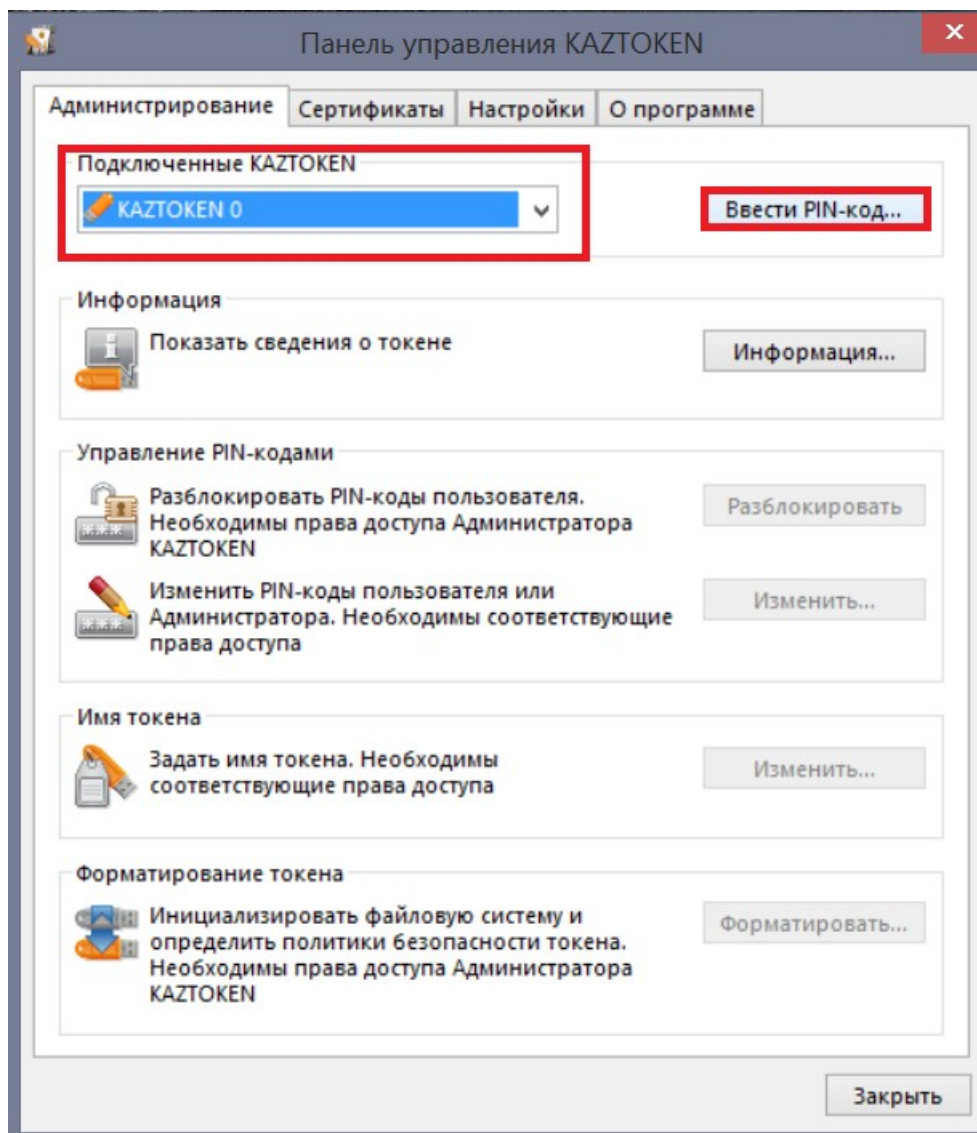 Панель управления KAZTOKEN
Администрирование Сертификаты Настройки О программе
Подключенные KAZTOKEN
KAZTOKEN 0
Ввести PIN-код...
Информация
Показать сведения о токене
Информация...
Управление PIN-кодами
Разблокировать PIN-коды пользователя.
Необходимы права доступа Администратора
KAZTOKEN
Разблокировать
Изменить PIN-коды пользователя или
Администратора. Необходимы соответствующие
права доступа
Изменить...
Имя токена
Задать имя токена. Необходимы
соответствующие права доступа
Изменить...
Форматирование токена
Инициализировать файловую систему и
определить политики безопасности токена.
Необходимы права доступа Администратора
KAZTOKEN
Форматировать...
Закрыть